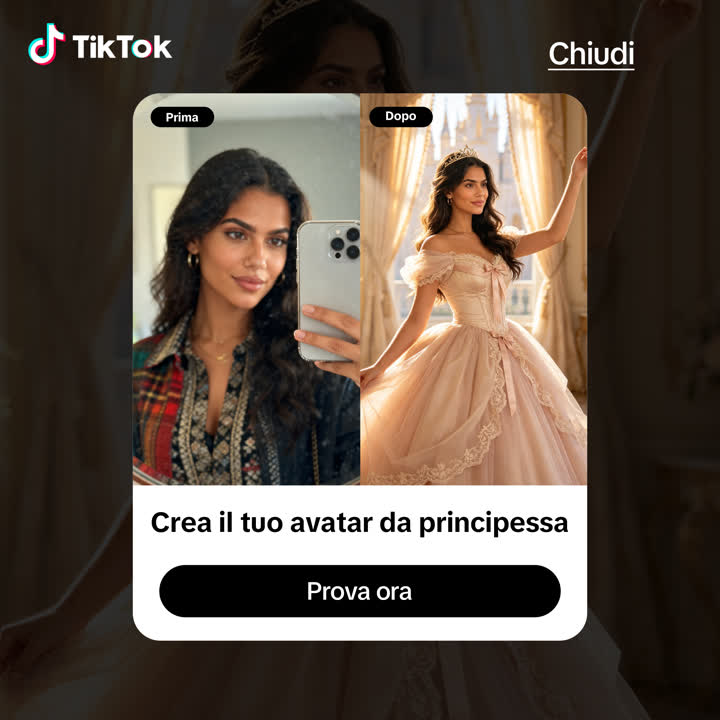 TikTok
Chiudi
Prima
Dopo
Crea il tuo avatar da principessa
Prova ora